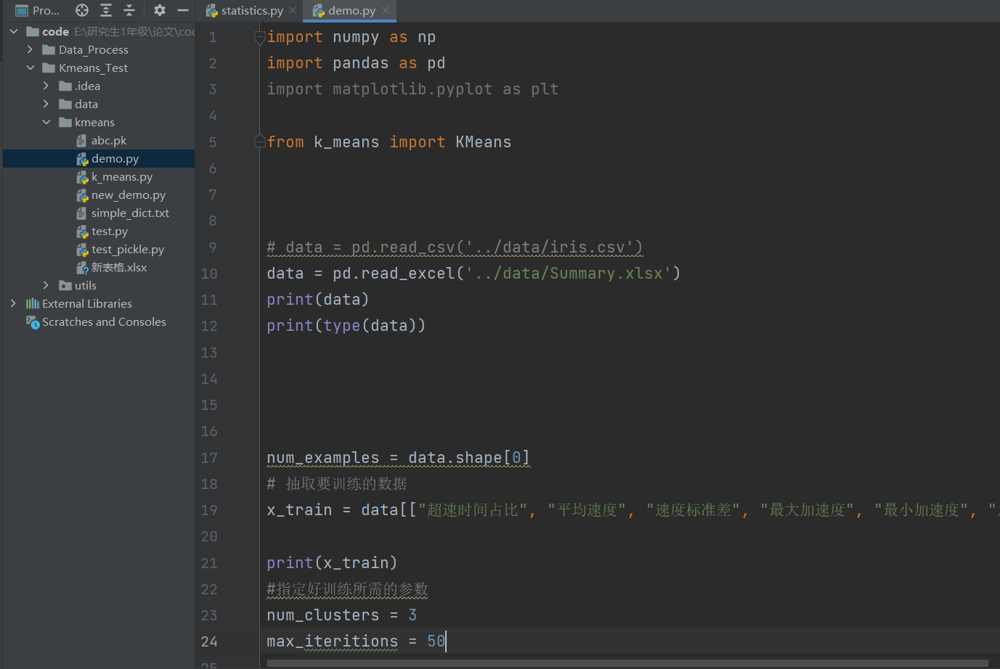 Pro...
statistics.py
demo.py
code E:\研究生1年级\论文\co
Data_Process
Kmeans_Test
.idea
data
kmeans
abc.pk
demo.py
k_means.py
new_demo.py
simple_dict.txt
test.py
test_pickle.py
新表格.xlsx
utils
External Libraries
Scratches and Consoles
1 import numpy as np
2 import pandas as pd
3 import matplotlib.pyplot as plt
4
5 from k_means import KMeans
6
7
8
9 # data = pd.read_csv('../data/iris.csv')
10 data = pd.read_excel('../data/Summary.xlsx')
11 print(data)
12 print(type(data))
13
14
15
16
17 num_examples = data.shape[0]
18 # 抽取要训练的数据
19 x_train = data[["超速时间占比", "平均速度", "速度标准差", "最大加速度", "最小加速度", "
20
21 print(x_train)
22 #指定好训练所需的参数
23 num_clusters = 3
24 max_iteritions = 50
25